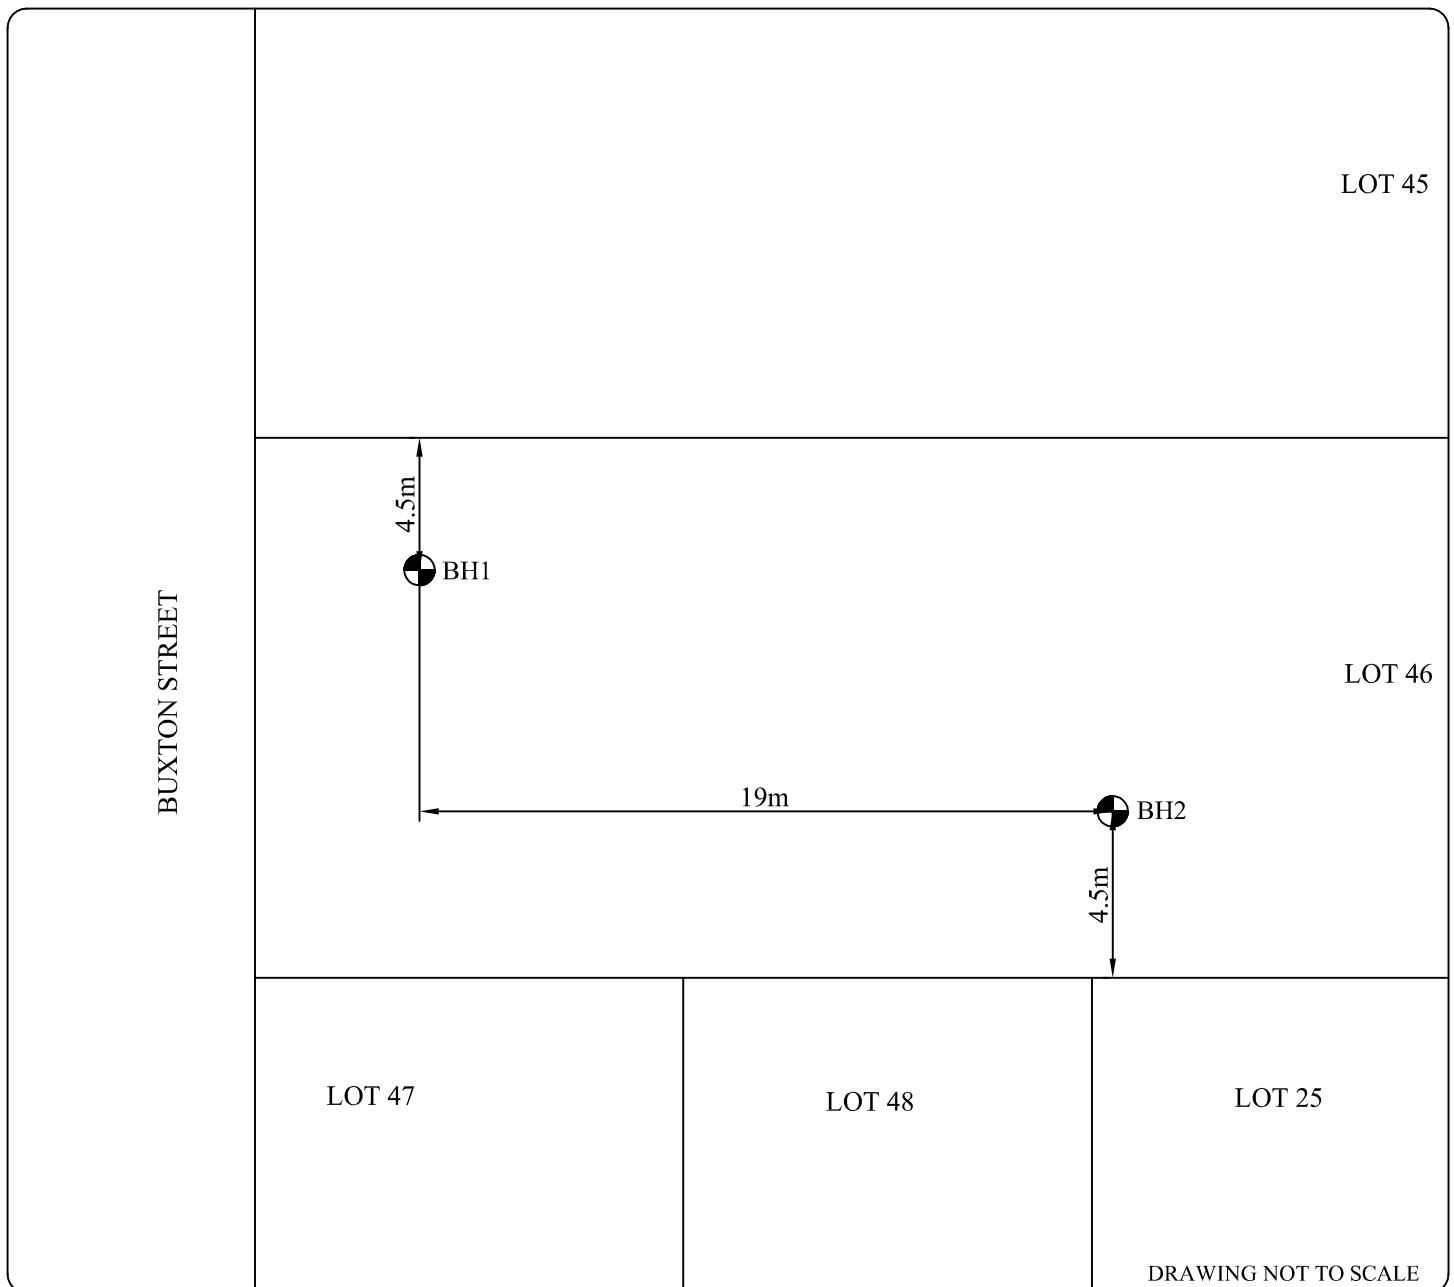 LOT 45
4.5m
BH1
BUXTON STREET
LOT 46
19m
BH2
4.5m
LOT 47
LOT 48
LOT 25
DRAWING NOT TO SCALE